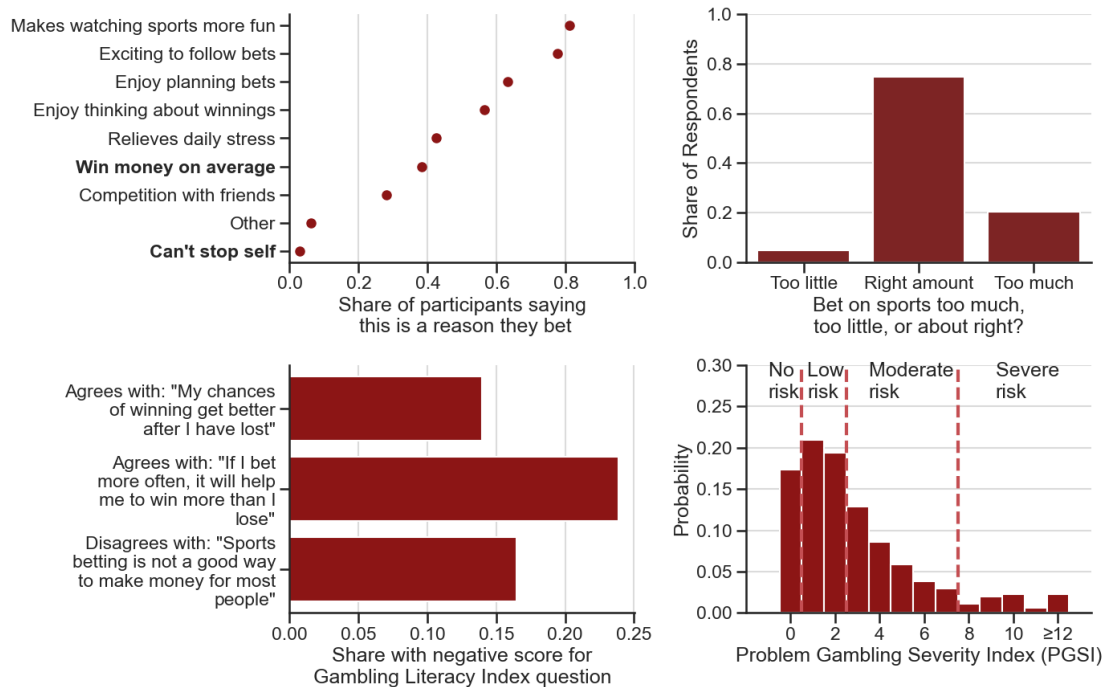 Makes watching sports more fun
Exciting to follow bets
Enjoy planning bets
Enjoy thinking about winnings
Relieves daily stress
Win money on average
Competition with friends
Other
Can't stop self
0.0 0.2 0.4 0.6 0.8 1.0
Share of participants saying
this is a reason they bet
Share of Respondents
1.0
0.8
0.6
0.4
0.2
0.0
Too little Right amount Too much
Bet on sports too much,
too little, or about right?
Agrees with: "My chances
of winning get better
after I have lost"
Agrees with: "If I bet
more often, it will help
me to win more than I
lose"
Disagrees with: "Sports
betting is not a good way
to make money for most
people"
0.00 0.05 0.10 0.15 0.20 0.25
Share with negative score for
Gambling Literacy Index question
Probability
0.30
0.25
0.20
0.15
0.10
0.05
0.00
No
risk
Low
risk
Moderate
risk
Severe
risk
0 2 4 6 8 10 ≥12
Problem Gambling Severity Index (PGSI)